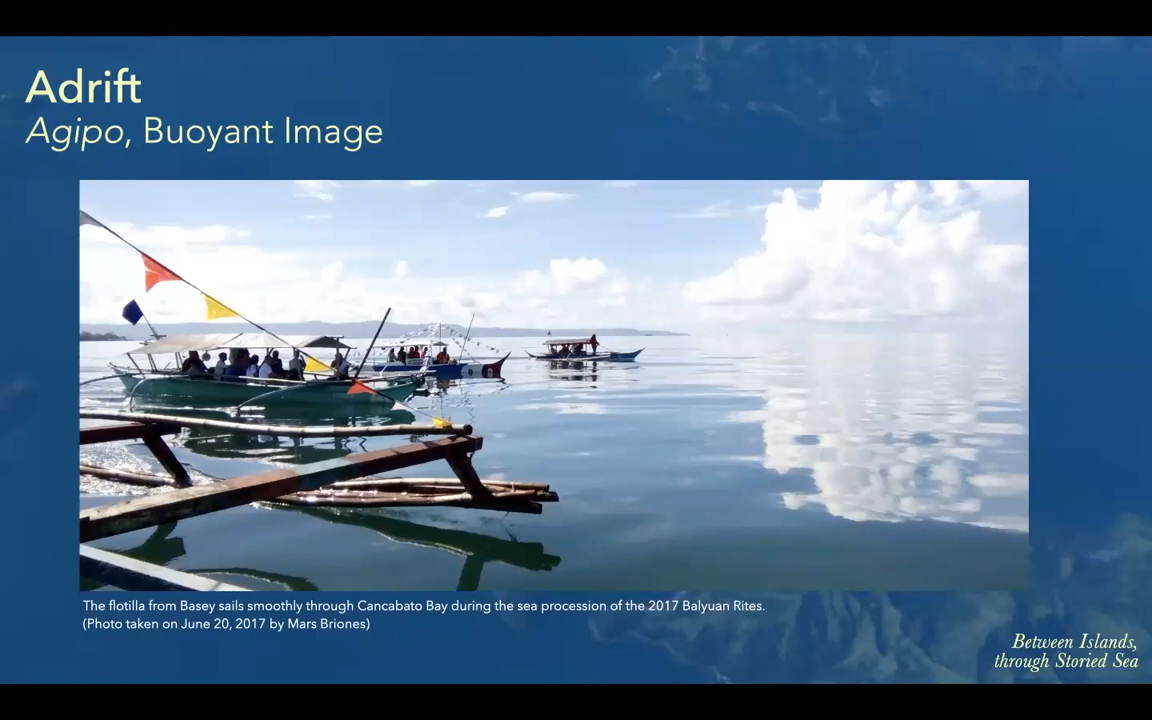 Adrift
Agipo, Buoyant Image
The flotilla from Basey sails smoothly through Cancabato Bay during the sea procession of the 2017 Balyuan Rites.
(Photo taken on June 20, 2017 by Mars Briones)
Between Islands,
through Storied Sea